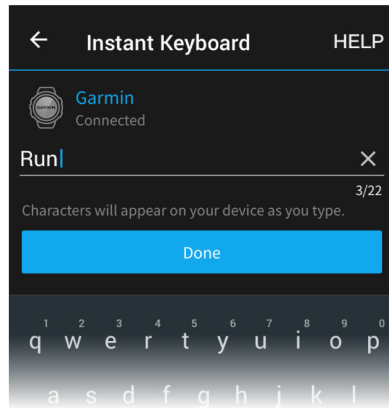 Instant Keyboard HELP
Garmin
Connected
Run
3/22
Characters will appear on your device as you type.
Done
1 2 3 4 5 6 7 8 9 0
q w e r t y u i o p
a s d f g h j k l